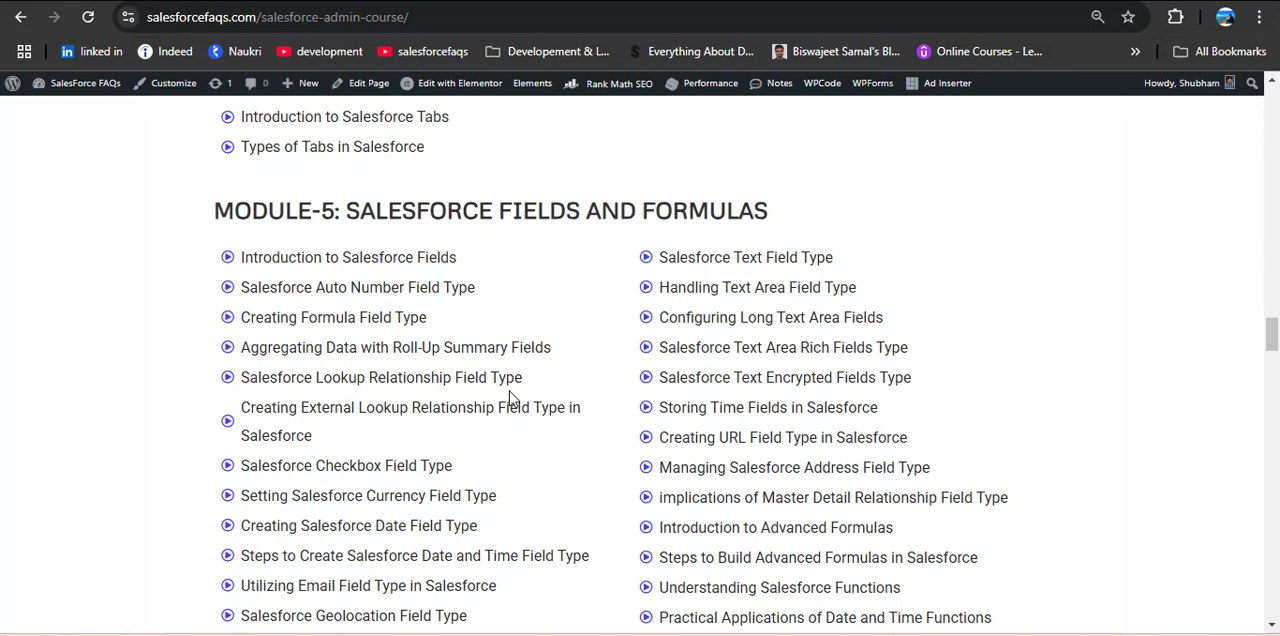 salesforcefaqs.com/salesforce-admin-course/
linked in Indeed Naukri development salesforcefaqs Developement & L... Everything About D... Biswajeet Samal's Bl... Online Courses - Le... All Bookmarks
SalesForce FAQs Customize 1 0 New Edit Page Edit with Elementor Elements Rank Math SEO Performance Notes WPCode WPForms Ad Inserter Howdy, Shubham
Introduction to Salesforce Tabs
Types of Tabs in Salesforce
MODULE-5: SALESFORCE FIELDS AND FORMULAS
Introduction to Salesforce Fields
Salesforce Auto Number Field Type
Creating Formula Field Type
Aggregating Data with Roll-Up Summary Fields
Salesforce Lookup Relationship Field Type
Creating External Lookup Relationship Field Type in
Salesforce
Salesforce Checkbox Field Type
Setting Salesforce Currency Field Type
Creating Salesforce Date Field Type
Steps to Create Salesforce Date and Time Field Type
Utilizing Email Field Type in Salesforce
Salesforce Geolocation Field Type
Salesforce Text Field Type
Handling Text Area Field Type
Configuring Long Text Area Fields
Salesforce Text Area Rich Fields Type
Salesforce Text Encrypted Fields Type
Storing Time Fields in Salesforce
Creating URL Field Type in Salesforce
Managing Salesforce Address Field Type
implications of Master Detail Relationship Field Type
Introduction to Advanced Formulas
Steps to Build Advanced Formulas in Salesforce
Understanding Salesforce Functions
Practical Applications of Date and Time Functions